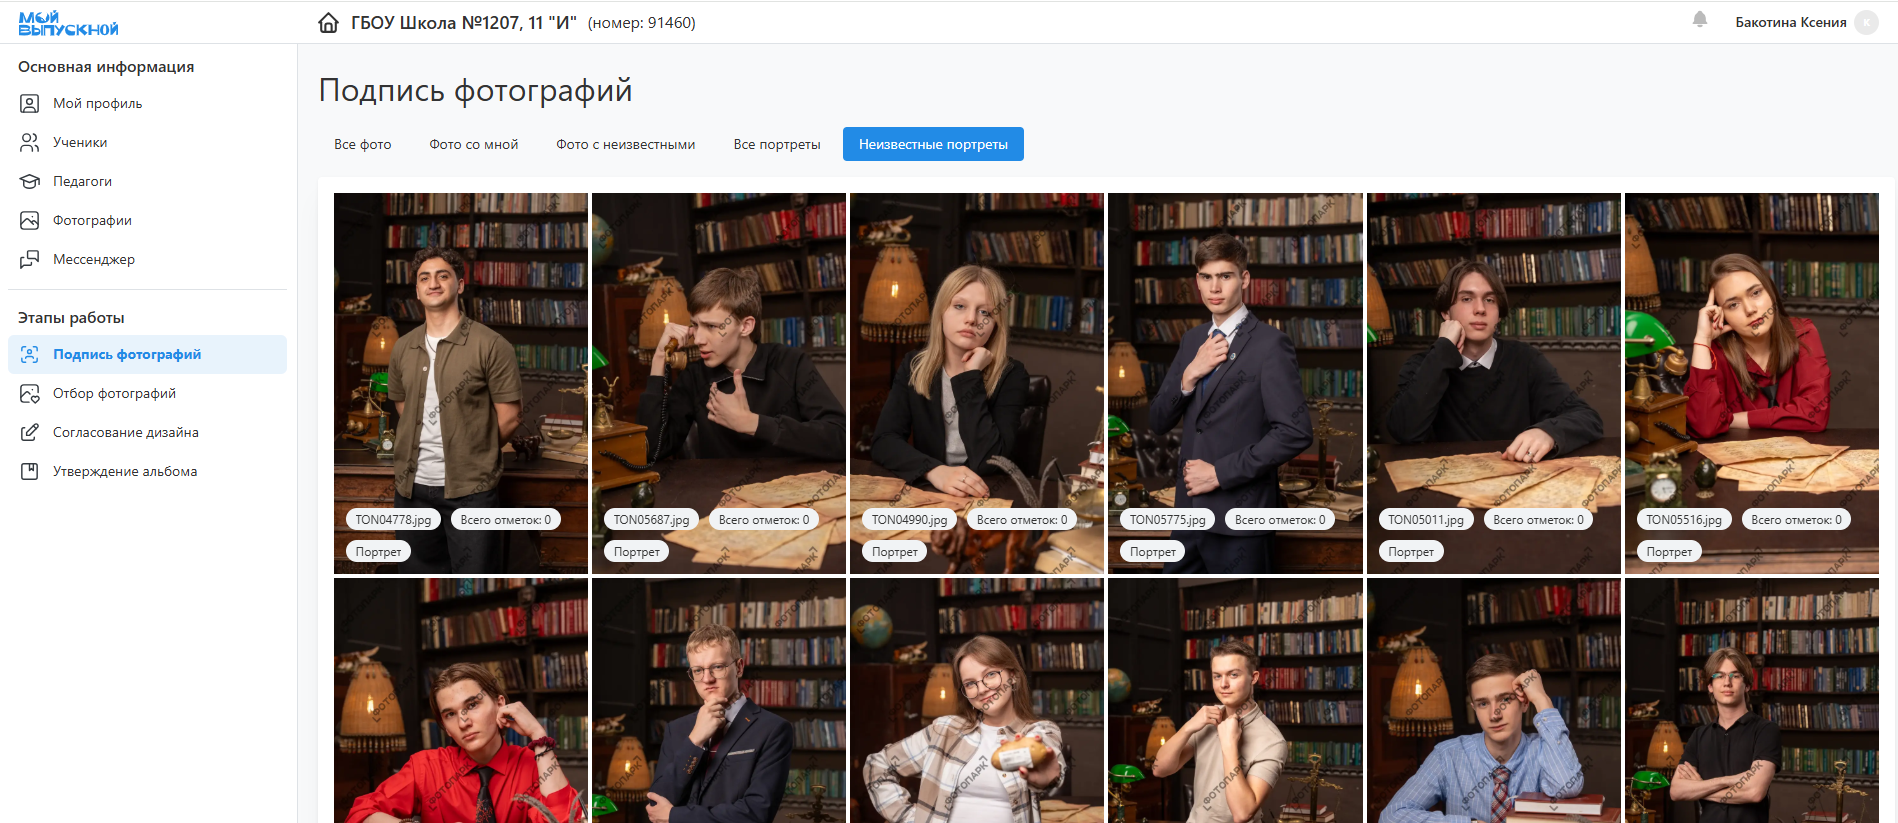 МОЙ
ВЫПУСКНОЙ
ГБОУ Школа №1207, 11 "И" (номер: 91460)
Бакотина Ксения
К
Основная информация
Мой профиль
Ученики
Педагоги
Фотографии
Мессенджер
Этапы работы
Подпись фотографий
Отбор фотографий
Согласование дизайна
Утверждение альбома
Подпись фотографий
Все фото
Фото со мной
Фото с неизвестными
Все портреты
Неизвестные портреты
TON04778.jpg
Всего отметок: 0
Портрет
TON05687.jpg
Всего отметок: 0
Портрет
TON04990.jpg
Всего отметок: 0
Портрет
TON05775.jpg
Всего отметок: 0
Портрет
TON05011.jpg
Всего отметок: 0
Портрет
TON05516.jpg
Всего отметок: 0
Портрет
ФОТОПАРК